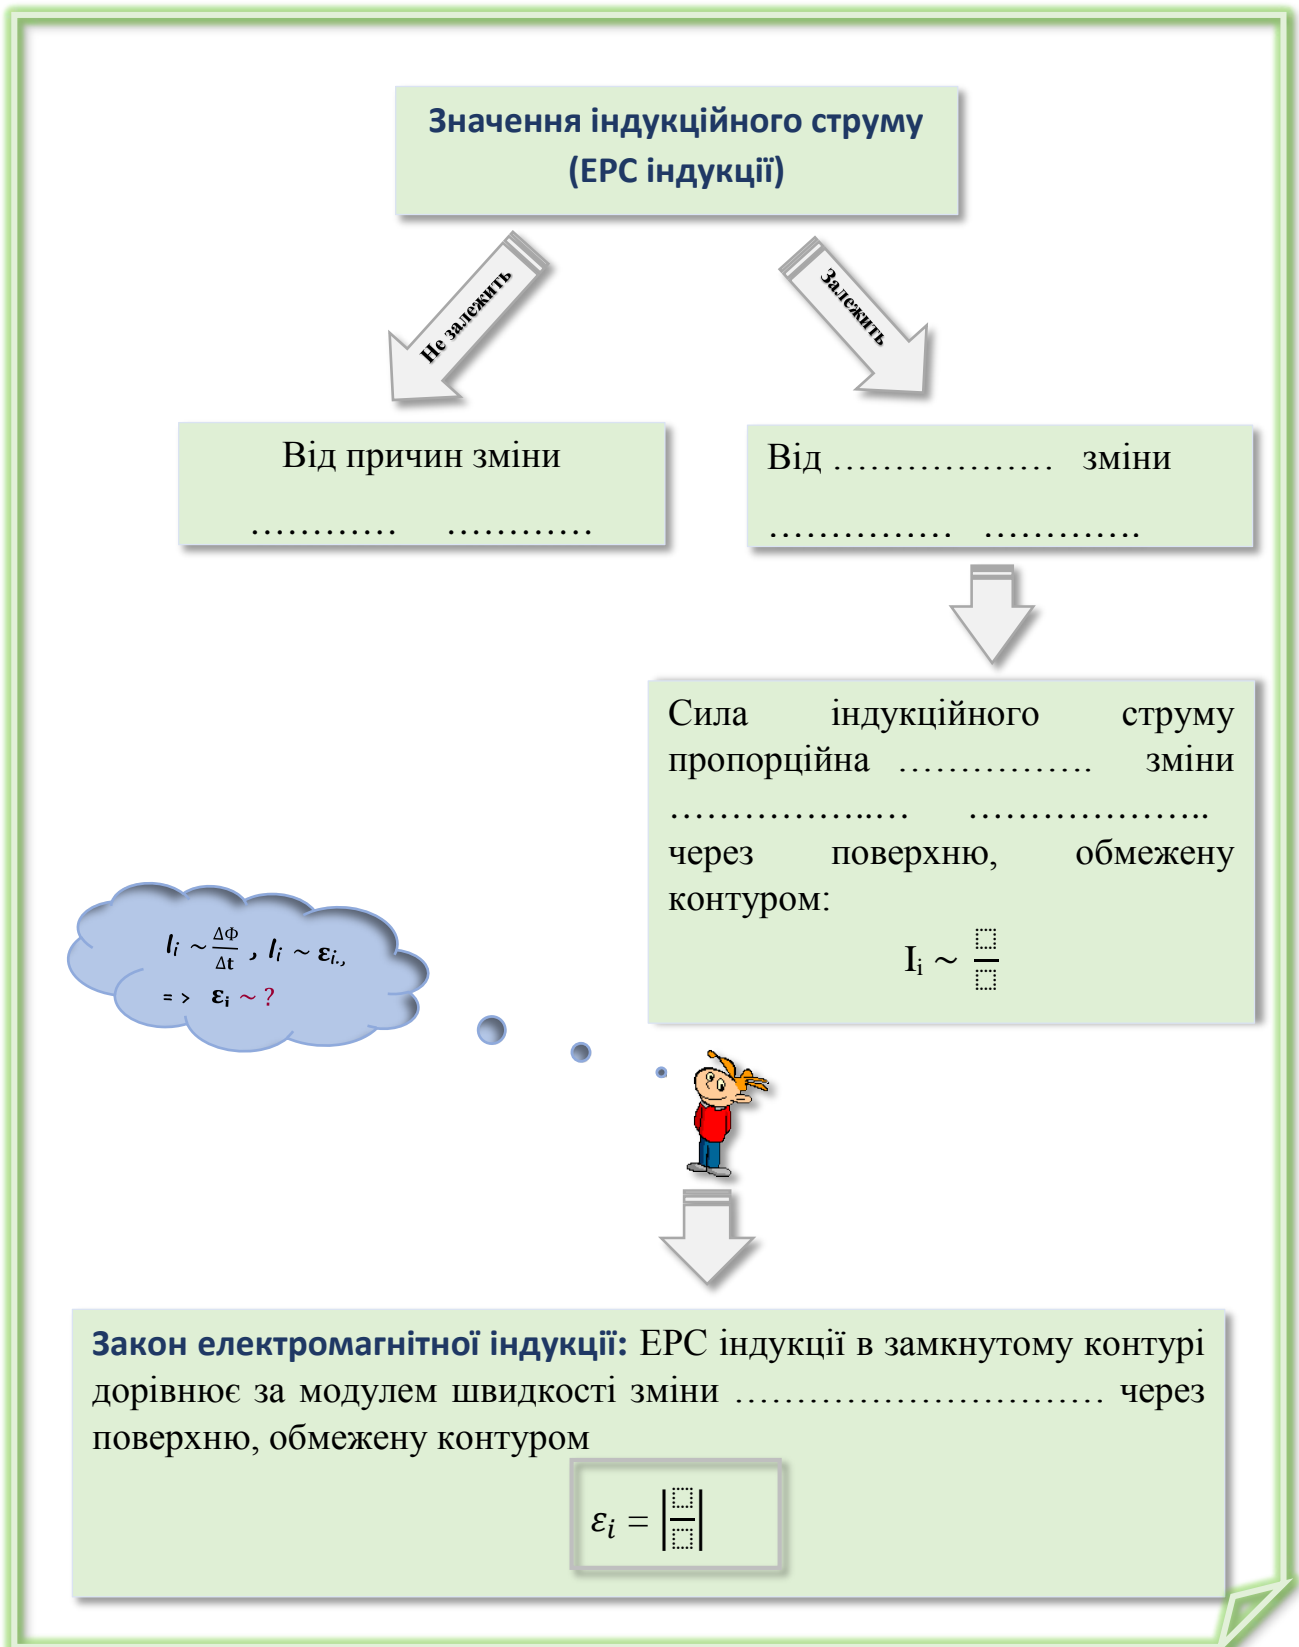 Значення індукційного струму
(ЕРС індукції)
Не залежить
Залежить
Від причин зміни
………… …………
Від ……………… зміни
…………… ………….
Сила індукційного струму
пропорційна ……………. зміни
……………..… ………………..
через поверхню, обмежену
контуром:
Iᵢ ~ □/□
Iᵢ ~ ΔΦ/Δt , Iᵢ ~ εᵢ.,
=> εᵢ ~ ?
Закон електромагнітної індукції: ЕРС індукції в замкнутому контурі
дорівнює за модулем швидкості зміни ………………………… через
поверхню, обмежену контуром
εᵢ = |□/□|